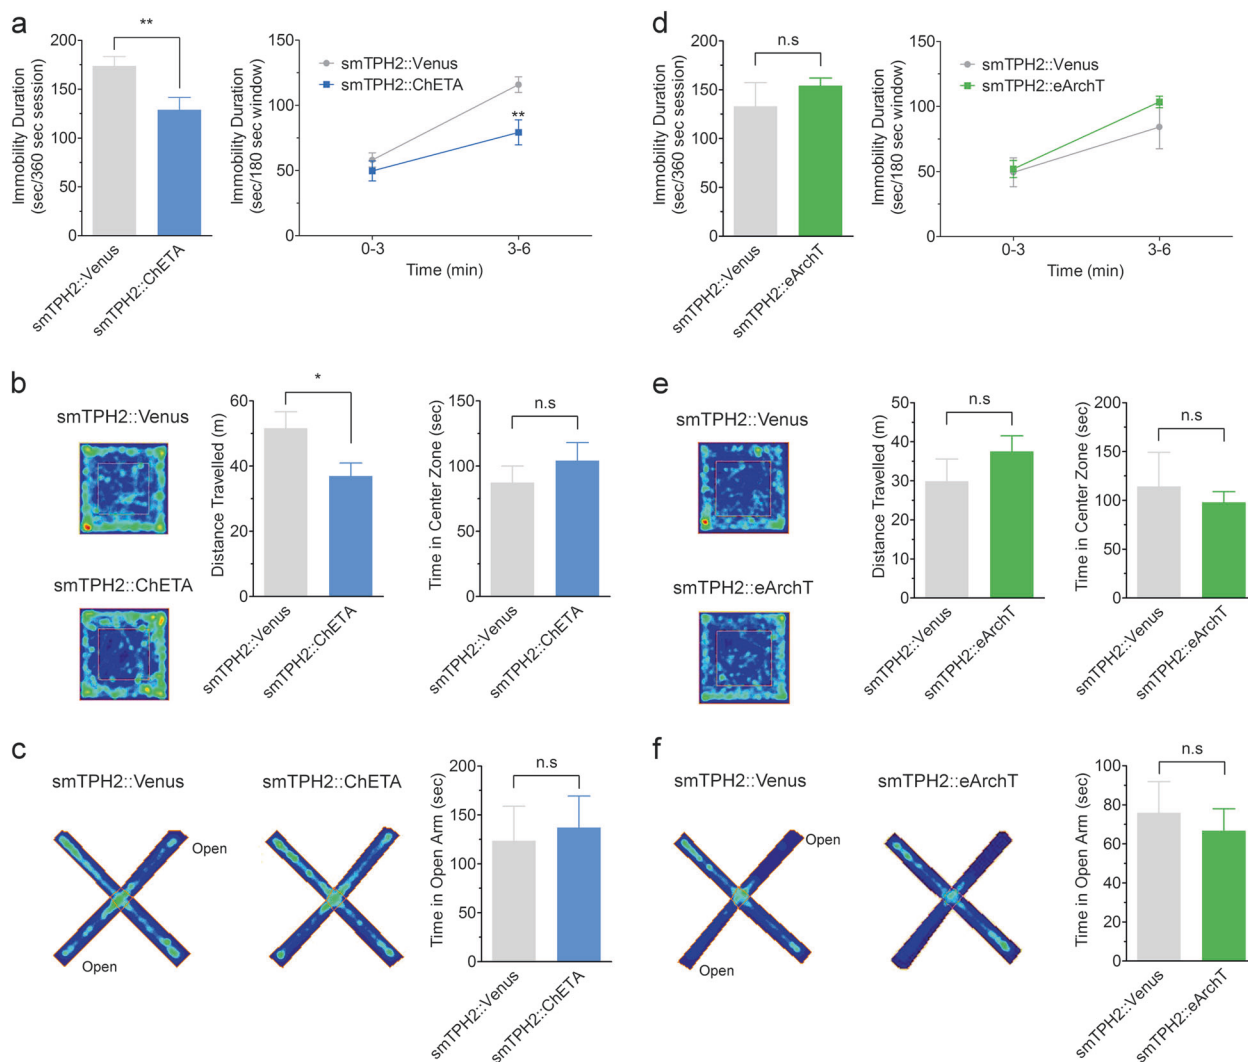 a
**
200
150
100
50
0
Immobility Duration
(sec/360 sec session)
smTPH2::Venus
smTPH2::ChETA
150
100
50
0
Immobility Duration
(sec/180 sec window)
smTPH2::Venus
smTPH2::ChETA
**
0-3
3-6
Time (min)
d
n.s
200
150
100
50
0
Immobility Duration
(sec/360 sec session)
smTPH2::Venus
smTPH2::eArchT
150
100
50
0
Immobility Duration
(sec/180 sec window)
smTPH2::Venus
smTPH2::eArchT
0-3
3-6
Time (min)
b
smTPH2::Venus
smTPH2::ChETA
*
60
40
20
0
Distance Travelled (m)
smTPH2::Venus
smTPH2::ChETA
n.s
150
100
50
0
Time in Center Zone (sec)
smTPH2::Venus
smTPH2::ChETA
e
smTPH2::Venus
smTPH2::eArchT
n.s
50
40
30
20
10
0
Distance Travelled (m)
smTPH2::Venus
smTPH2::eArchT
n.s
200
150
100
50
0
Time in Center Zone (sec)
smTPH2::Venus
smTPH2::eArchT
c
smTPH2::Venus
smTPH2::ChETA
Open
Open
n.s
200
150
100
50
0
Time in Open Arm (sec)
smTPH2::Venus
smTPH2::ChETA
f
smTPH2::Venus
smTPH2::eArchT
Open
Open
n.s
100
80
60
40
20
0
Time in Open Arm (sec)
smTPH2::Venus
smTPH2::eArchT